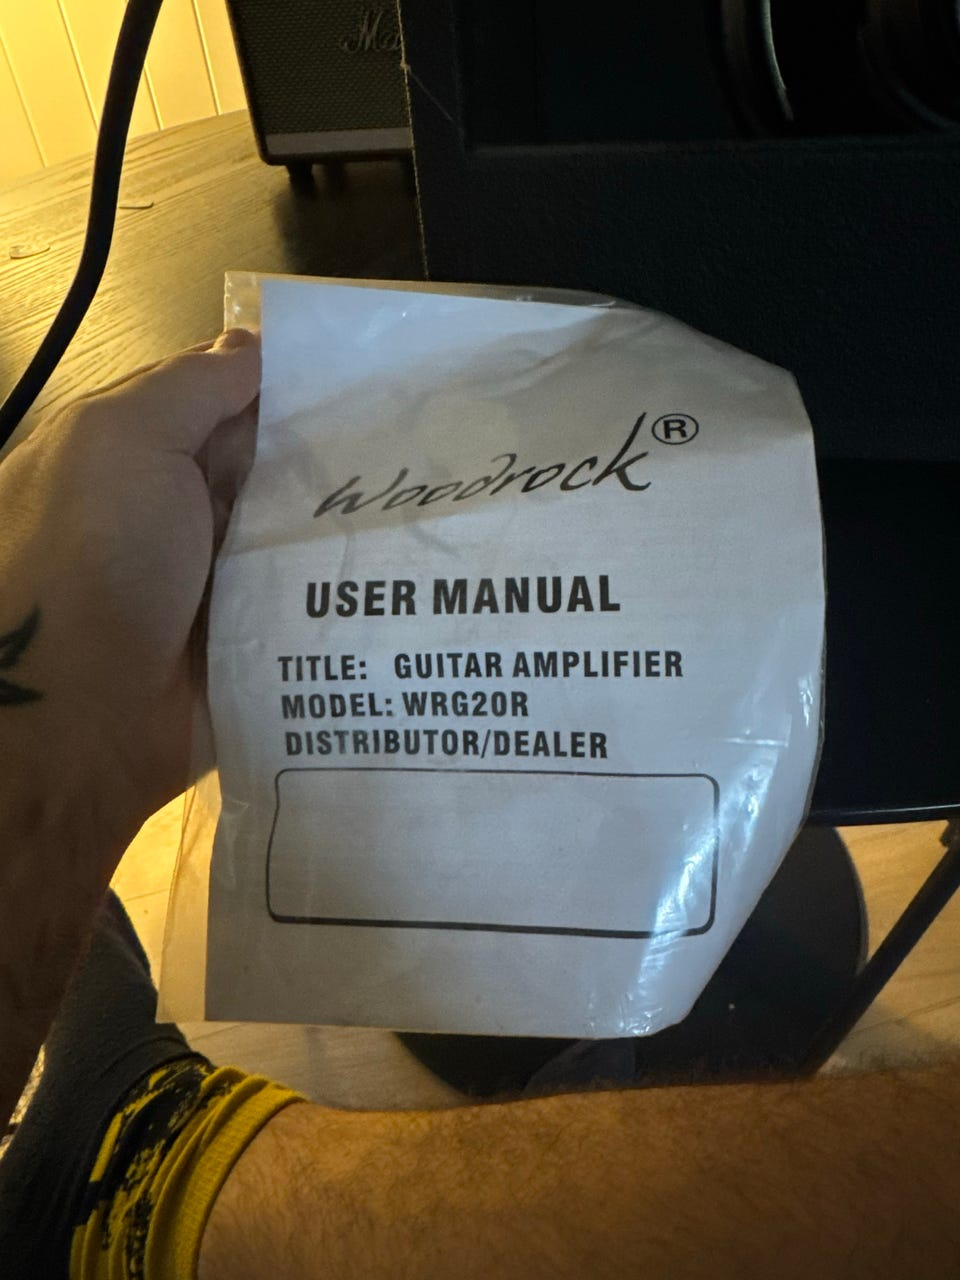 Woodrock®
USER MANUAL
TITLE: GUITAR AMPLIFIER
MODEL: WRG20R
DISTRIBUTOR/DEALER